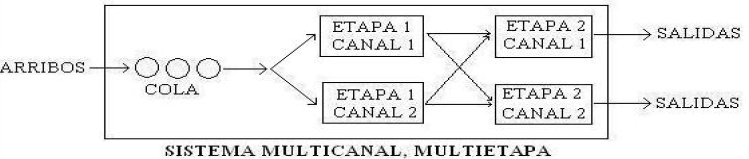 ARRIBOS
COLA
ETAPA 1
CANAL 1
ETAPA 1
CANAL 2
ETAPA 2
CANAL 1
ETAPA 2
CANAL 2
SALIDAS
SALIDAS
SISTEMA MULTICANAL, MULTIETAPA